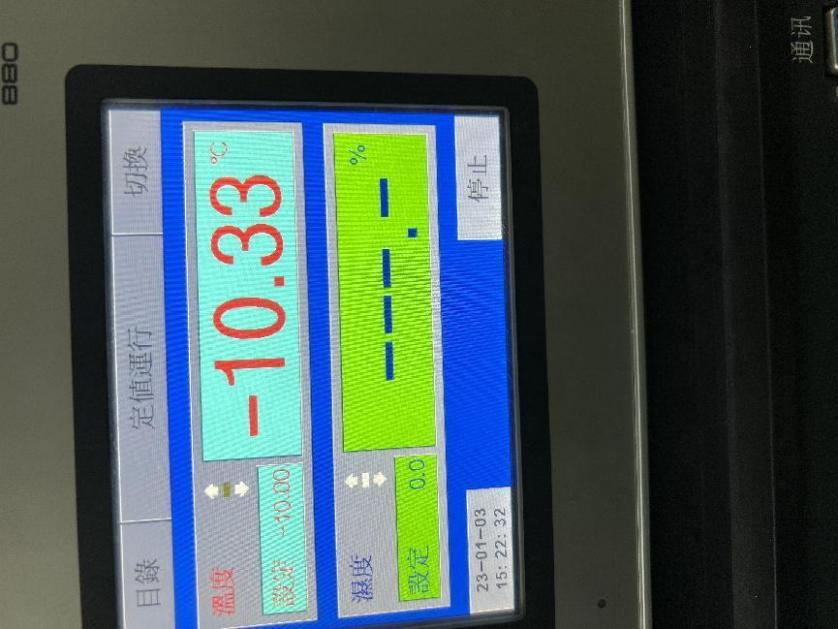 880
目錄 定值運行 切換
溫度 -10.33 ℃
設定 -10.00
濕度 ----.- %
設定 0.0
23-01-03
15:22:32
停止
通讯